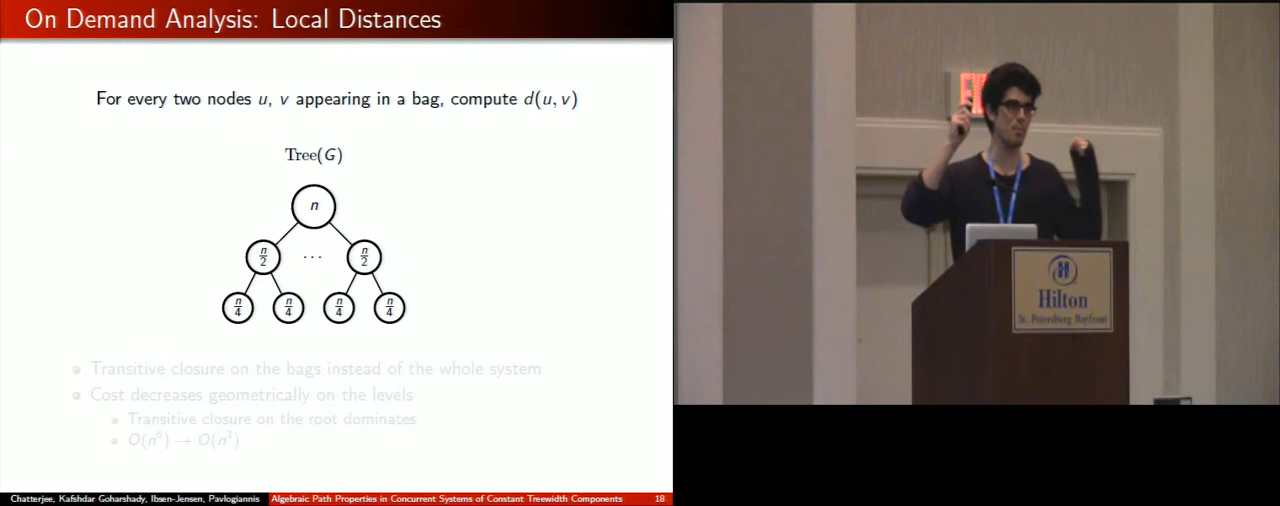 On Demand Analysis: Local Distances
For every two nodes u, v appearing in a bag, compute d(u, v)
Tree(G)
n
n/2 ... n/2
n/4 n/4 n/4 n/4
Transitive closure on the bags instead of the whole system
Cost decreases geometrically on the levels
Transitive closure on the root dominates
O(n⁶) → O(n³)
Chatterjee, Kafshdar Goharshady, Ibsen-Jensen, Pavlogiannis
Algebraic Path Properties in Concurrent Systems of Constant Treewidth Components
18
EX
Hilton
St. Petersburg Bayfront